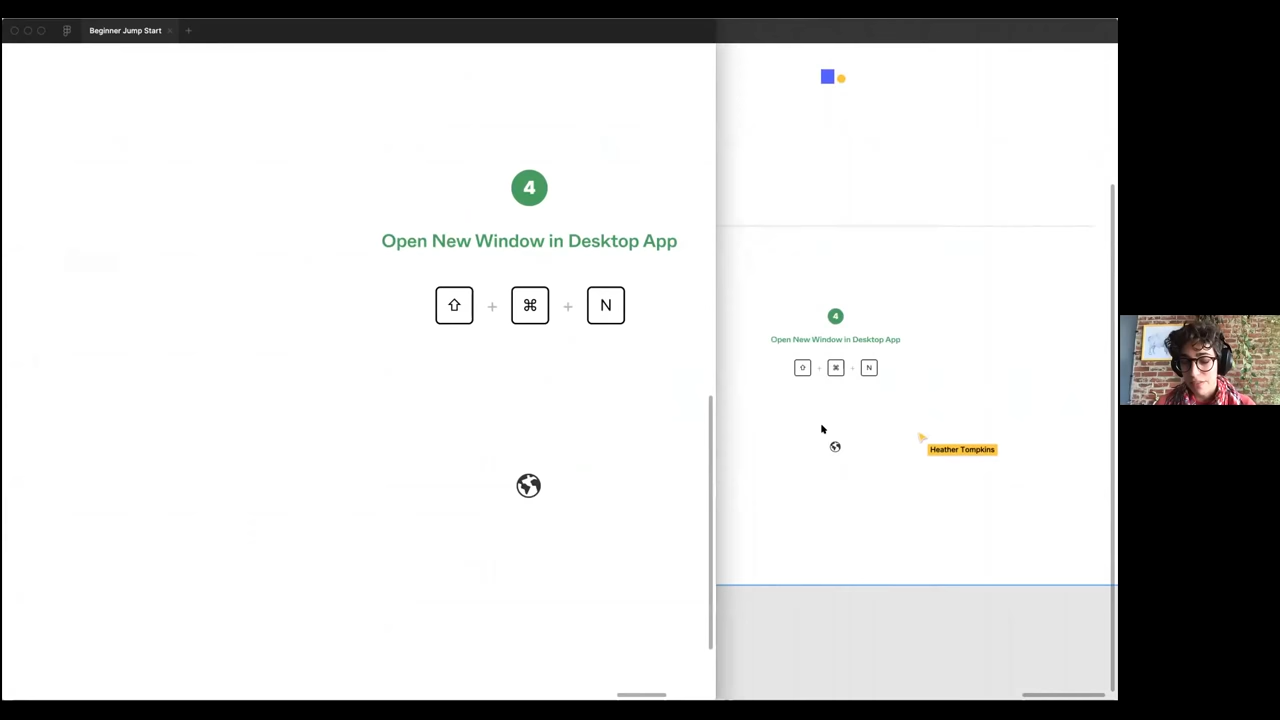 Beginner Jump Start
4
Open New Window in Desktop App
⇧ + ⌘ + N
4
Open New Window in Desktop App
⇧ + ⌘ + N
Heather Tompkins